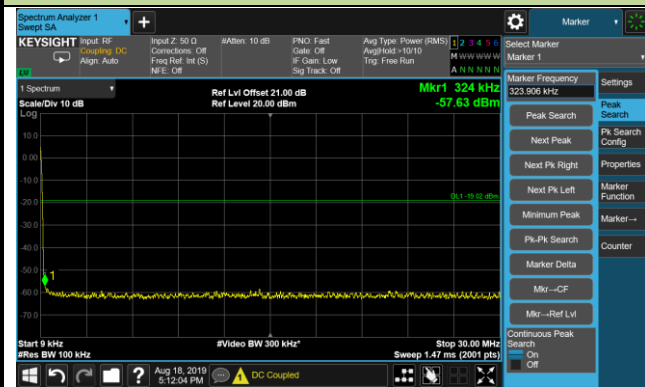 Spectrum Analyzer 1
Swept SA
Marker
KEYSIGHT
Input: RF
Coupling: DC
Align: Auto
Input Z: 50 Ω
Corrections: Off
Freq Ref: Int (S)
NFE: Off
#Atten: 10 dB
PNO: Fast
Gate: Off
IF Gain: Low
Sig Track: Off
Avg Type: Power (RMS)
Avg|Hold:>10/10
Trig: Free Run
1 2 3 4 5 6
M W W W W W
A N N N N N
LV
Select Marker
Marker 1
1 Spectrum
Scale/Div 10 dB
Log
Ref Lvl Offset 21.00 dB
Ref Level 20.00 dBm
Mkr1 324 kHz
-57.63 dBm
10.0
0.00
-10.0
-20.0
-30.0
-40.0
-50.0
-60.0
-70.0
DL1 -19.02 dBm
1
Start 9 kHz
#Res BW 100 kHz
#Video BW 300 kHz*
Stop 30.00 MHz
Sweep 1.47 ms (2001 pts)
Marker Frequency
323.906 kHz
Peak Search
Next Peak
Next Pk Right
Next Pk Left
Minimum Peak
Pk-Pk Search
Marker Delta
Mkr→CF
Mkr→Ref Lvl
Continuous Peak
Search
On
Off
Settings
Peak
Search
Pk Search
Config
Properties
Marker
Function
Marker→
Counter
?
Aug 18, 2019
5:12:04 PM
DC Coupled